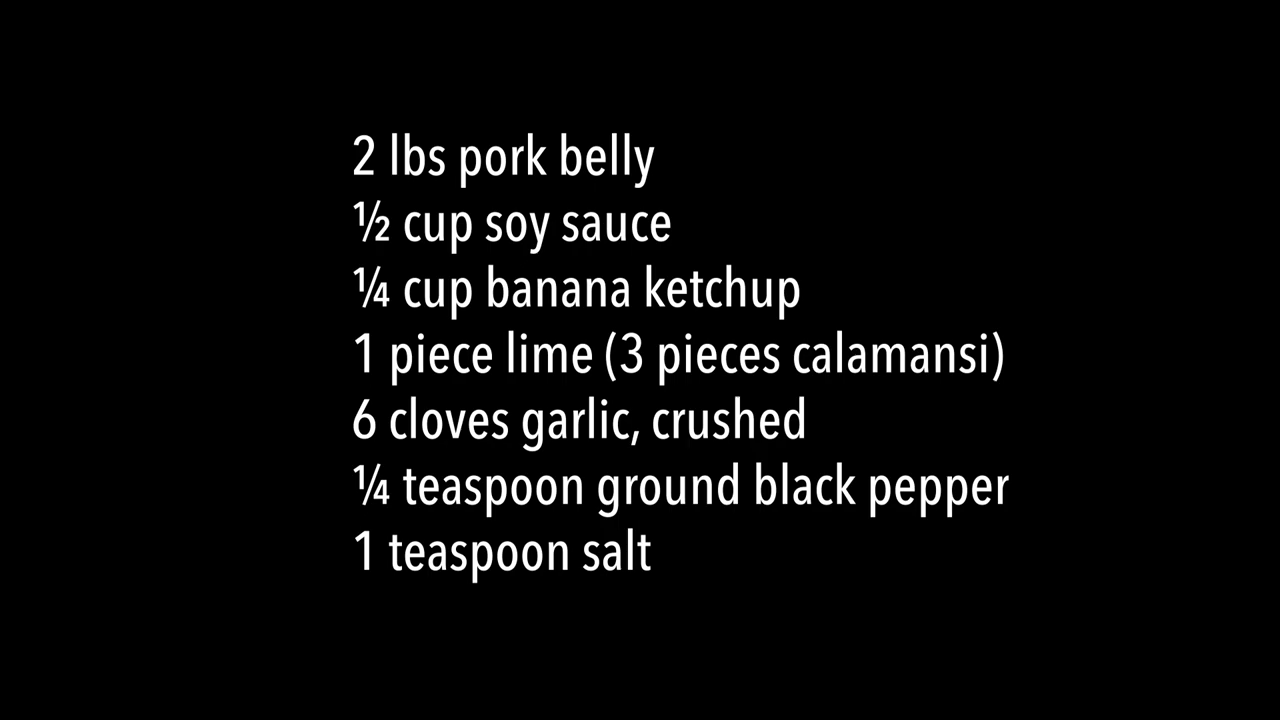 2 lbs pork belly
½ cup soy sauce
¼ cup banana ketchup
1 piece lime (3 pieces calamansi)
6 cloves garlic, crushed
¼ teaspoon ground black pepper
1 teaspoon salt